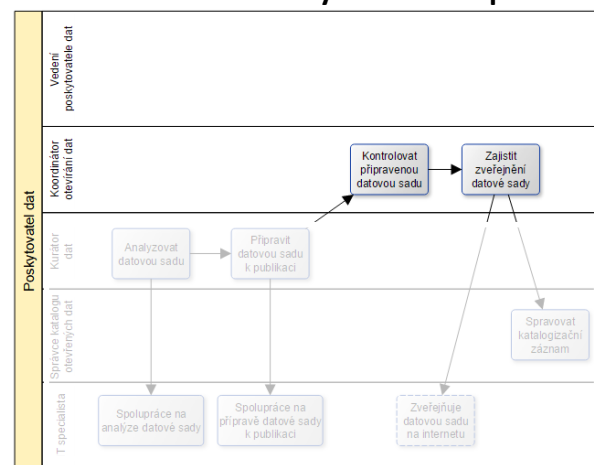 Poskytovatel dat
Vedení
poskytovatele dat
Koordinátor
otevírání dat
Kontrolovat
připravenou
datovou sadu
Zajistit
zveřejnění
datové sady
Kurátor
dat
Analyzovat
datovou sadu
Připravit
datovou sadu
k publikaci
Správce katalogu
otevřených dat
Spravovat
katalogizační
záznam
T specialista
Spolupráce na
analýze datové sady
Spolupráce na
přípravě datové sady
k publikaci
Zveřejňuje
datovou sadu
na internetu